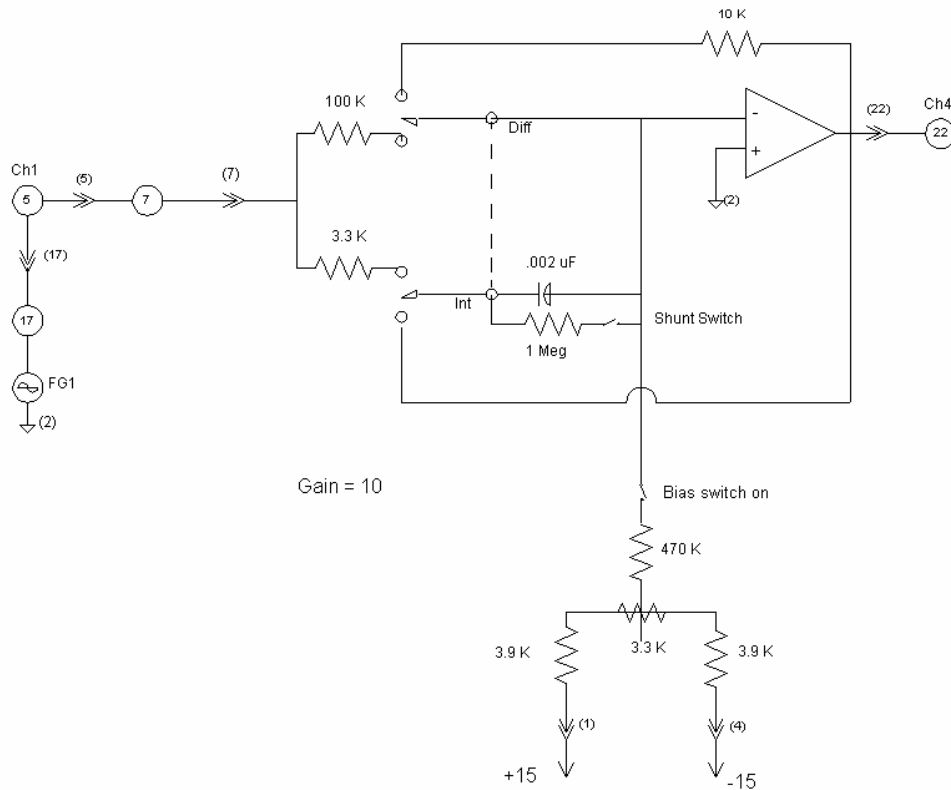 10 K
100 K
Ch4
(22)
22
-
+
Diff
(2)
Ch1
(5)
(7)
5
7
3.3 K
(17)
.002 uF
Int
Shunt Switch
17
1 Meg
FG1
(2)
Gain = 10
Bias switch on
470 K
3.9 K
3.3 K
3.9 K
(1)
(4)
+15
-15